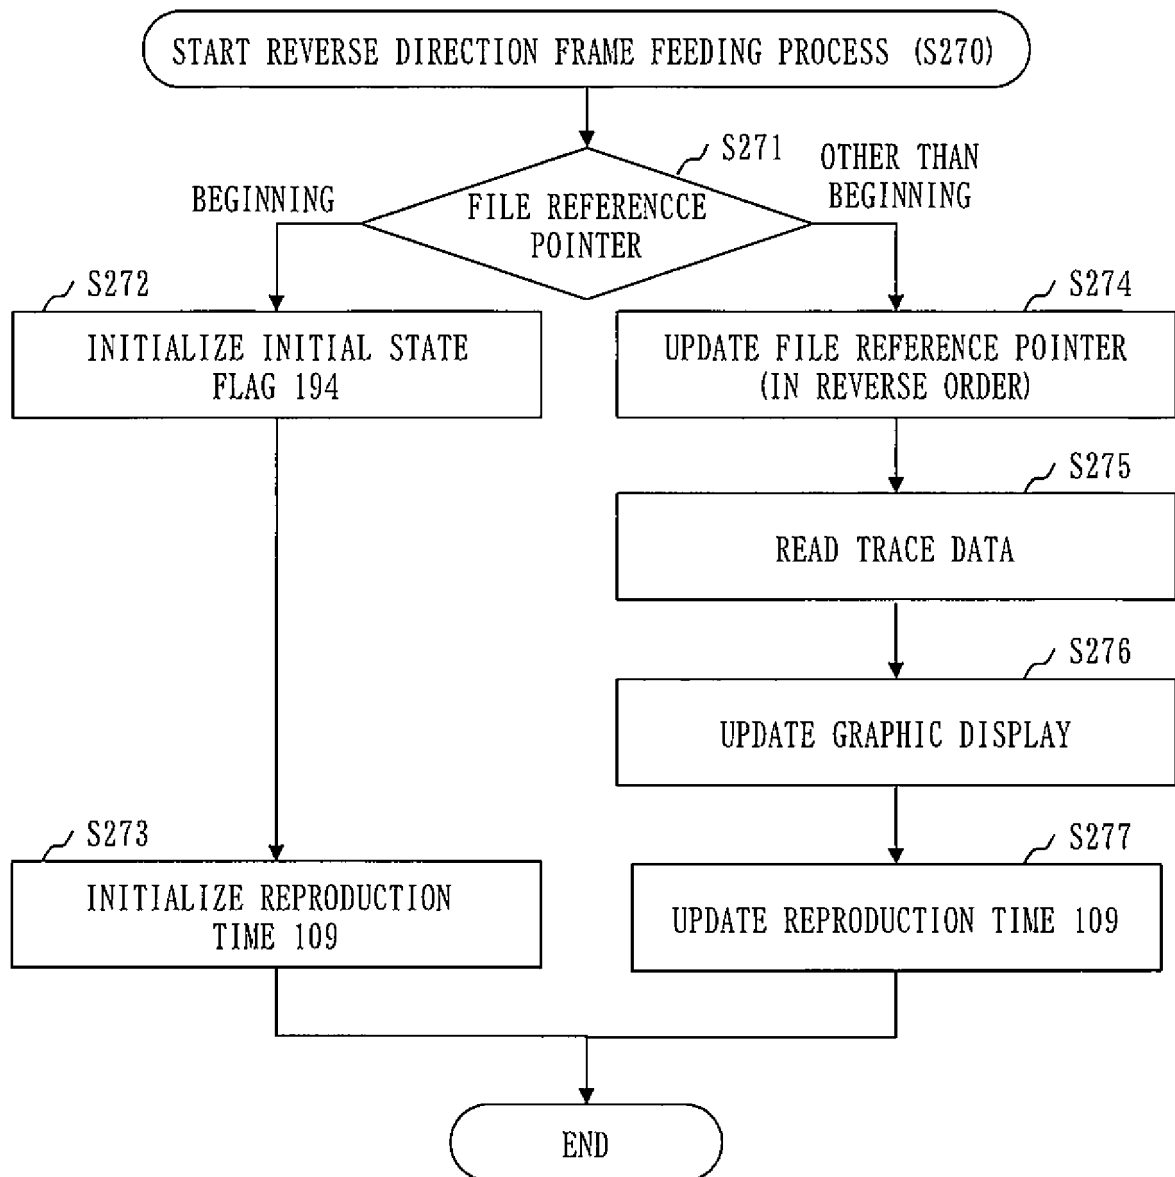 START REVERSE DIRECTION FRAME FEEDING PROCESS (S270)
S271
BEGINNING
OTHER THAN
BEGINNING
FILE REFERENCCE
POINTER
S272
INITIALIZE INITIAL STATE
FLAG 194
S274
UPDATE FILE REFERENCE POINTER
(IN REVERSE ORDER)
S275
READ TRACE DATA
S276
UPDATE GRAPHIC DISPLAY
S273
INITIALIZE REPRODUCTION
TIME 109
S277
UPDATE REPRODUCTION TIME 109
END